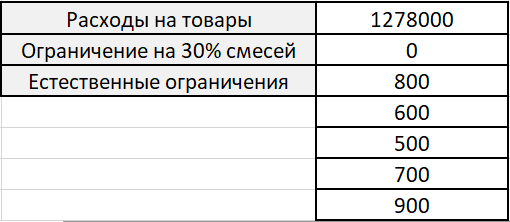 Расходы на товары 1278000
Ограничение на 30% смесей 0
Естественные ограничения 800
600
500
700
900